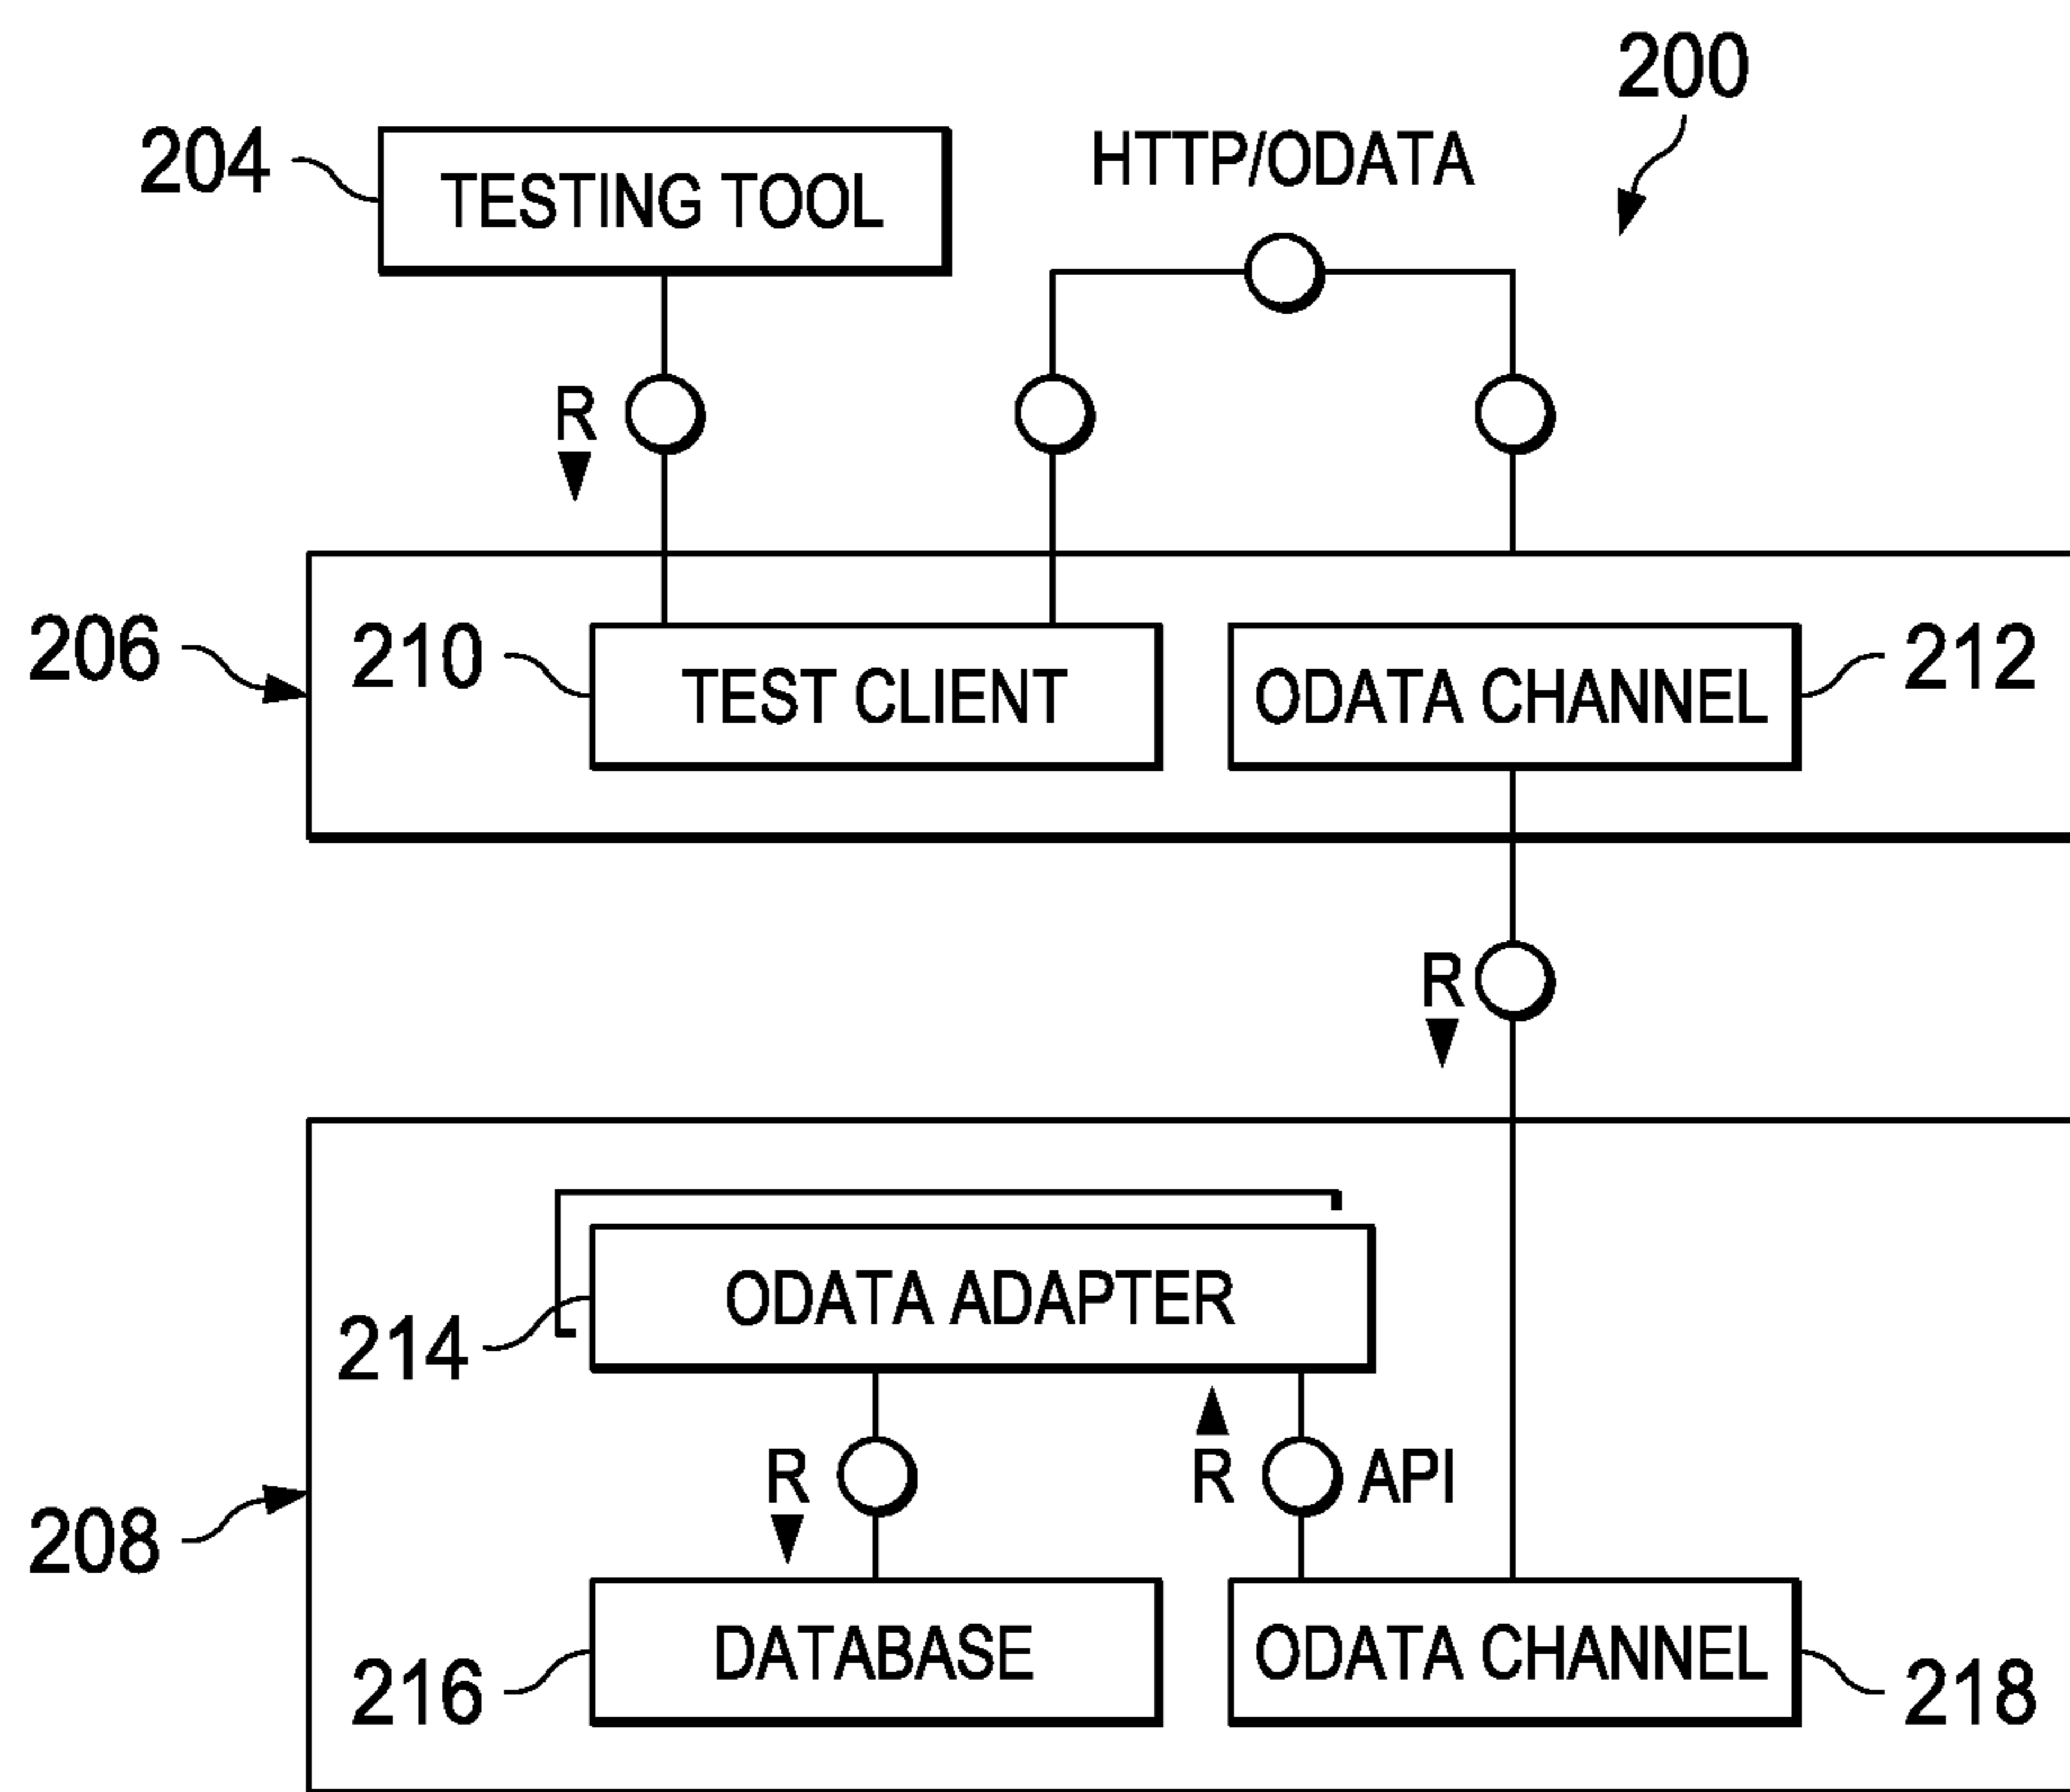 200
204
TESTING TOOL
HTTP/ODATA
R
206
210
TEST CLIENT
ODATA CHANNEL
212
R
214
ODATA ADAPTER
R
R
API
208
216
DATABASE
ODATA CHANNEL
218